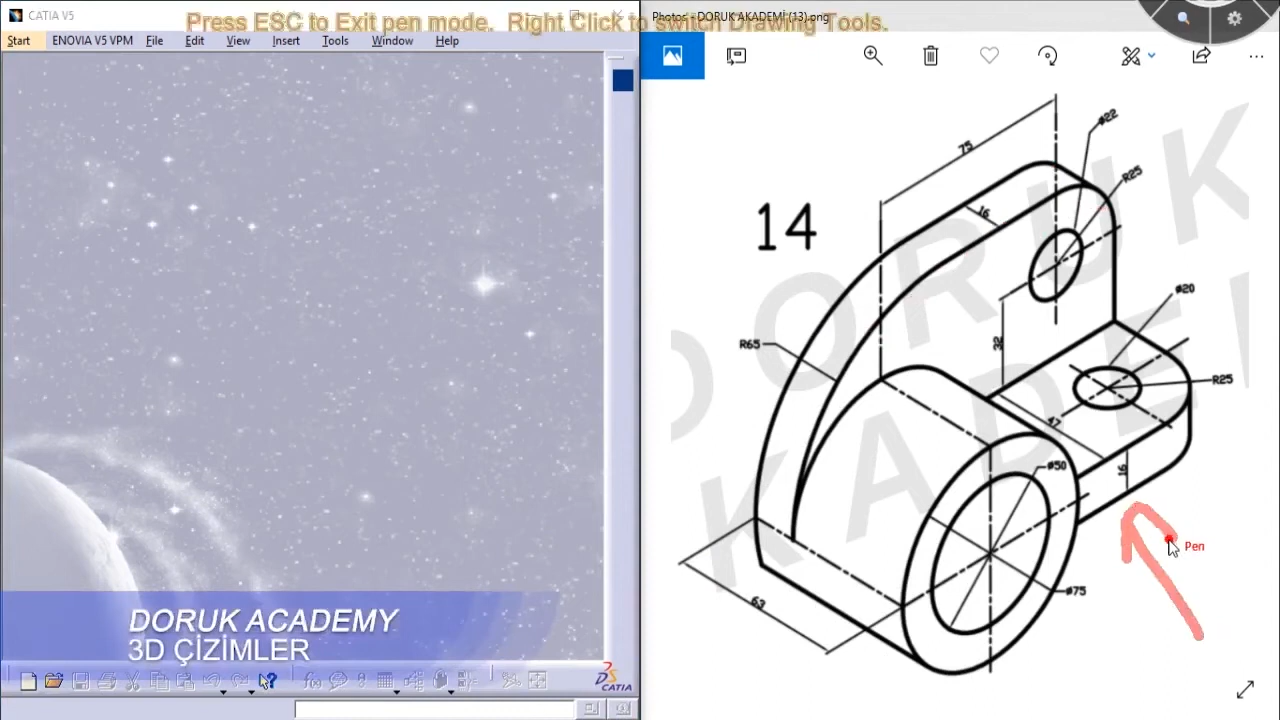 CATIA V5
Press ESC to Exit pen mode. Right Click to switch Drawing Tools.
Photos - DORUK AKADEMİ (13).png
Start ENOVIA V5 VPM File Edit View Insert Tools Window Help
14
75
ø22
R25
16
ø20
32
R65
R25
47
16
ø50
ø75
63
Pen
DORUK
AKADE
DORUK ACADEMY
3D ÇİZİMLER
CATIA